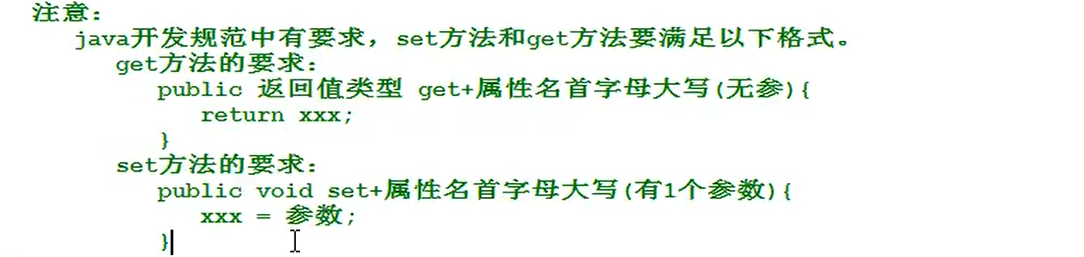 注意：
java开发规范中有要求，set方法和get方法要满足以下格式。
get方法的要求：
public 返回值类型 get+属性名首字母大写(无参){
return xxx;
}
set方法的要求：
public void set+属性名首字母大写(有1个参数){
xxx = 参数;
}